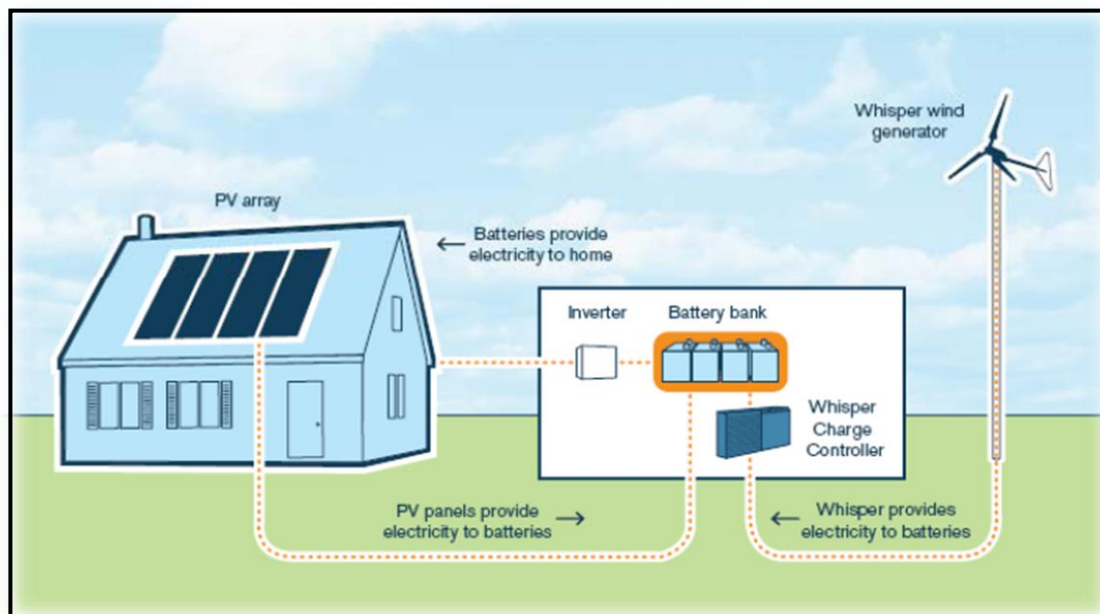 Whisper wind
generator
PV array
Batteries provide
electricity to home
Inverter
Battery bank
Whisper
Charge
Controller
PV panels provide
electricity to batteries
Whisper provides
electricity to batteries